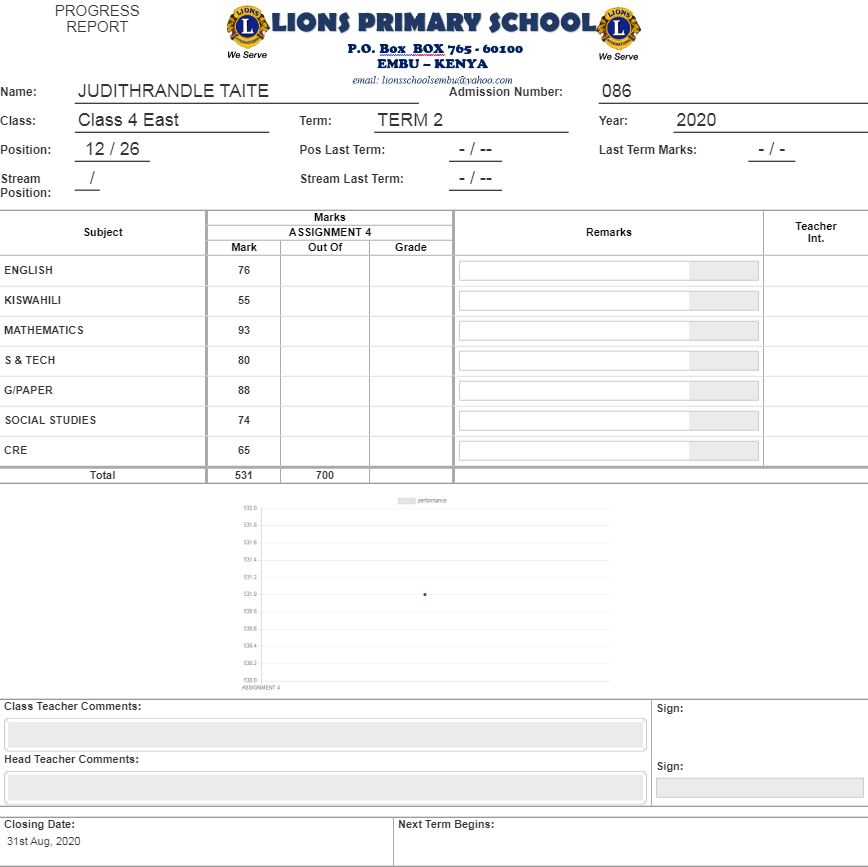 PROGRESS
REPORT
LIONS PRIMARY SCHOOL
We Serve
We Serve
P.O. Box BOX 765 - 60100
EMBU – KENYA
email: lionsschoolsembu@yahoo.com
Name: JUDITHRANDLE TAITE Admission Number: 086
Class: Class 4 East Term: TERM 2 Year: 2020
Position: 12 / 26 Pos Last Term: - / -- Last Term Marks: - / -
Stream Position: / Stream Last Term: - / --
Subject Marks Remarks Teacher Int.
ASSIGNMENT 4
Mark Out Of Grade
ENGLISH 76
KISWAHILI 55
MATHEMATICS 93
S & TECH 80
G/PAPER 88
SOCIAL STUDIES 74
CRE 65
Total 531 700
performance
532.0
531.8
531.6
531.4
531.2
531.0
530.8
530.6
530.4
530.2
530.0
ASSIGNMENT 4
Class Teacher Comments: Sign:
Head Teacher Comments:
Sign:
Closing Date: Next Term Begins:
31st Aug, 2020